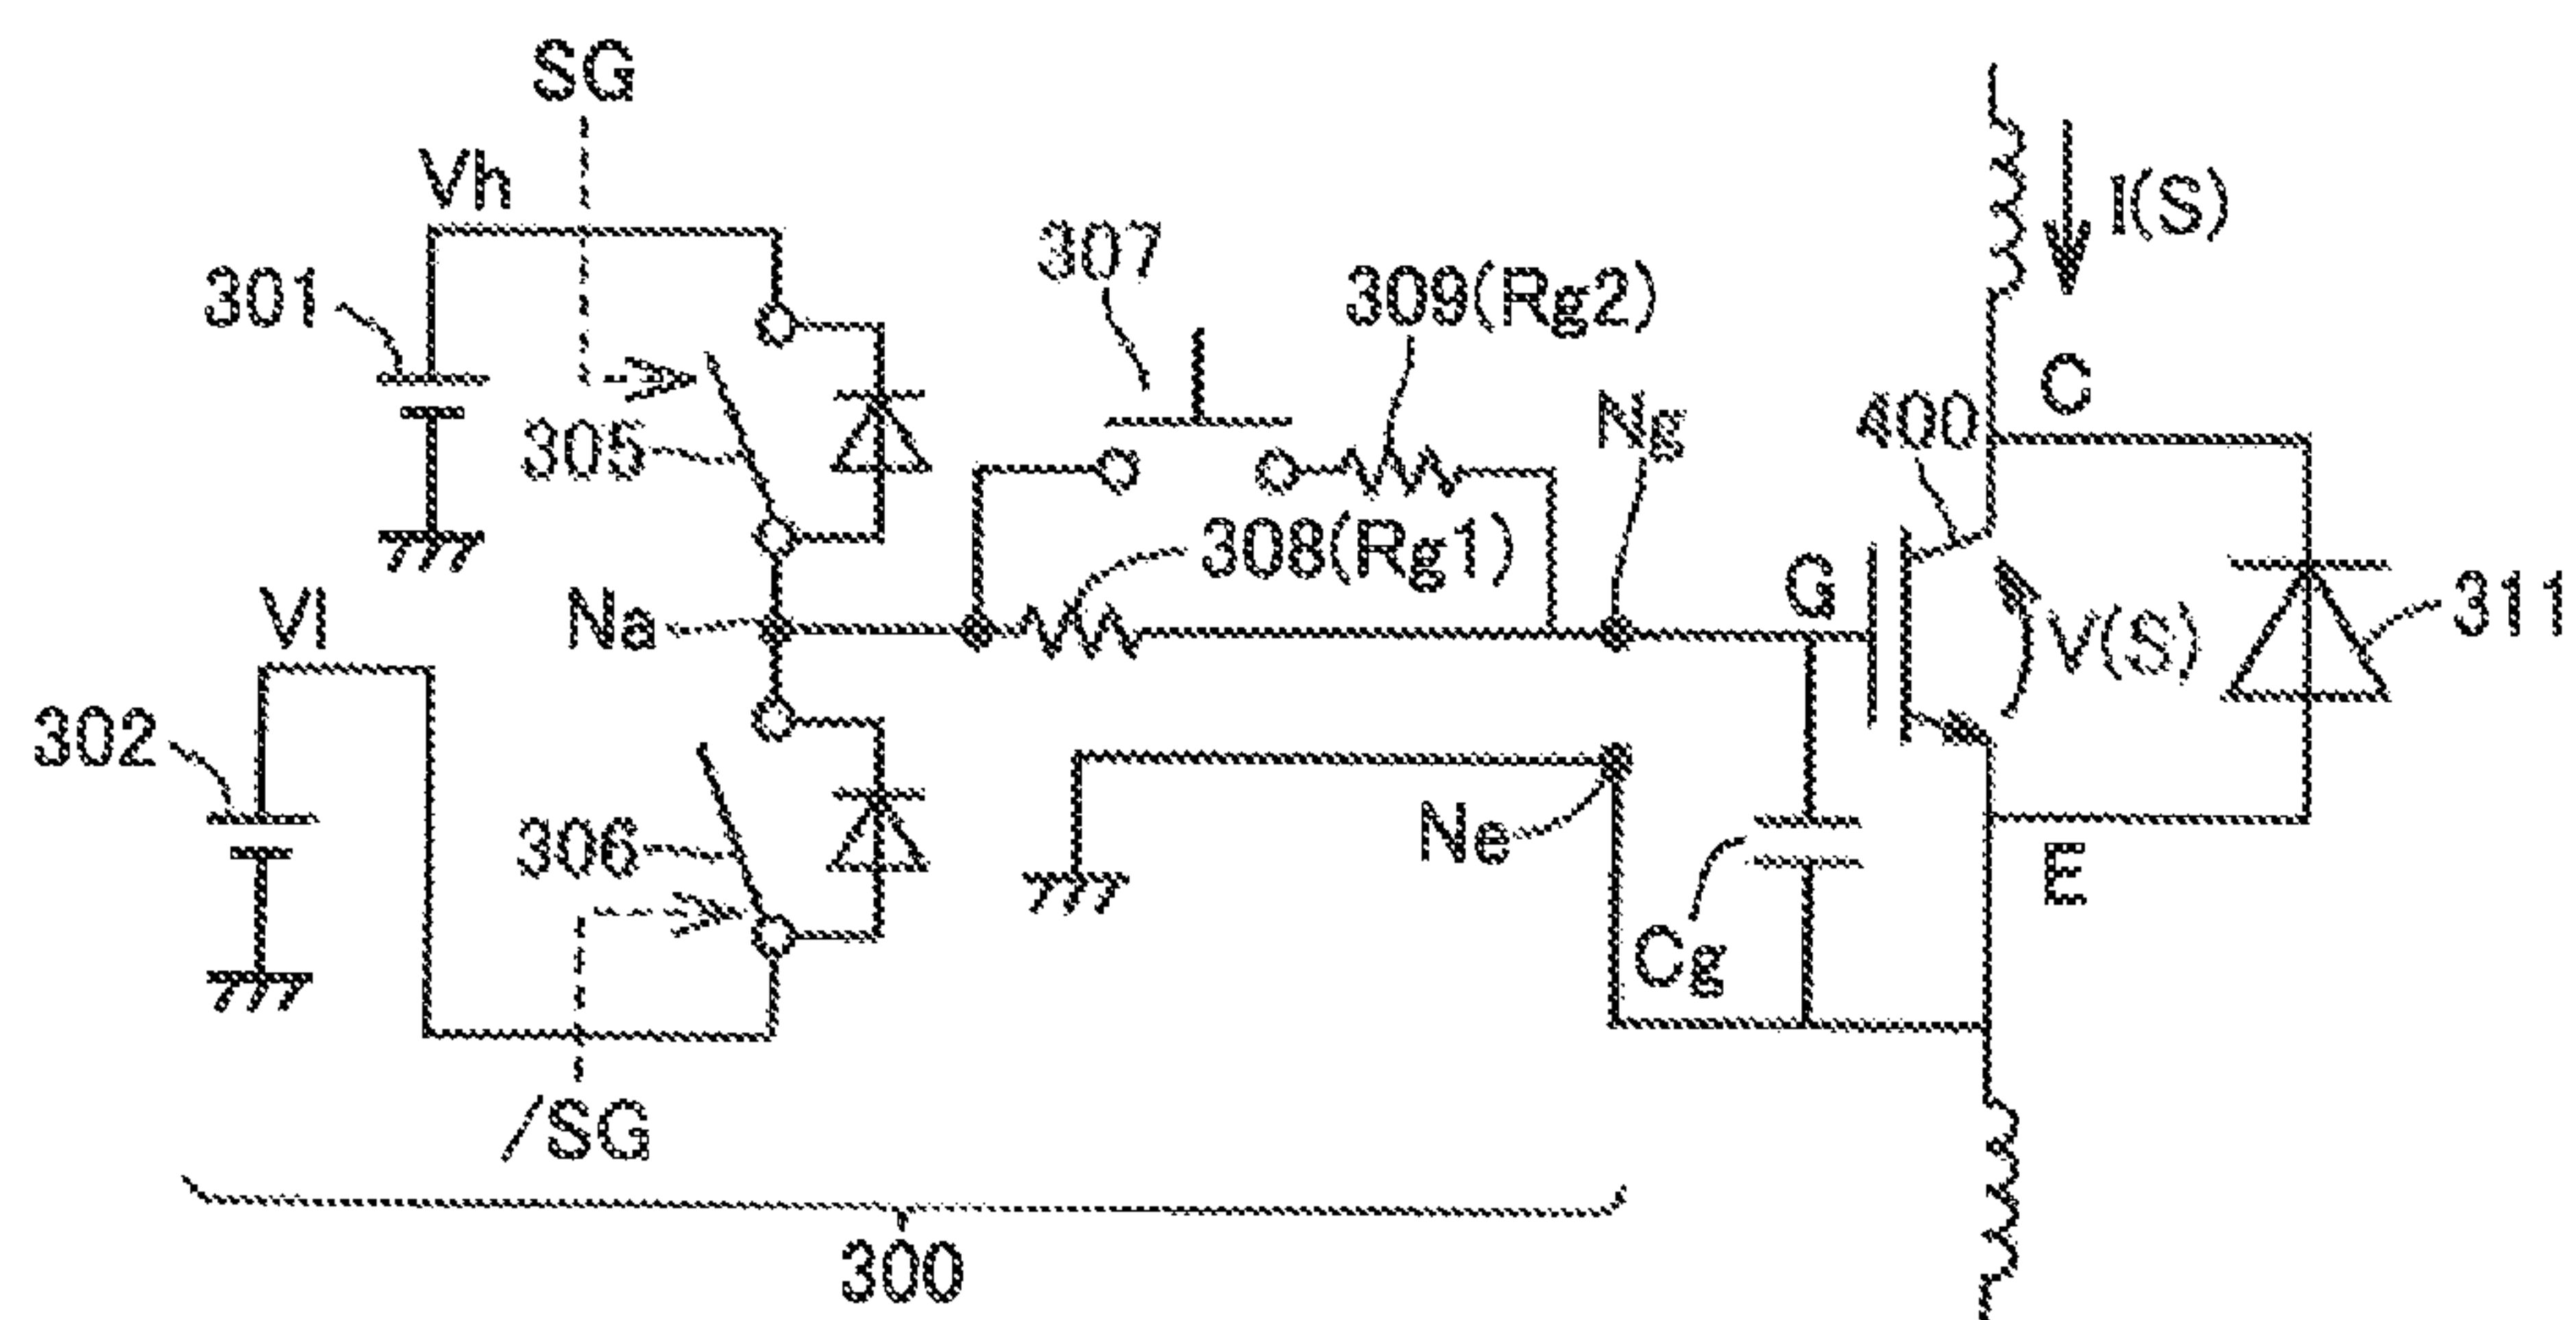 SG
Vh
I(S)
307
301
309(Rg2)
C
Ng
400
305
308(Rg1)
G
Vl
Na
311
V(S)
302
Ne
306
E
Cg
/SG
300